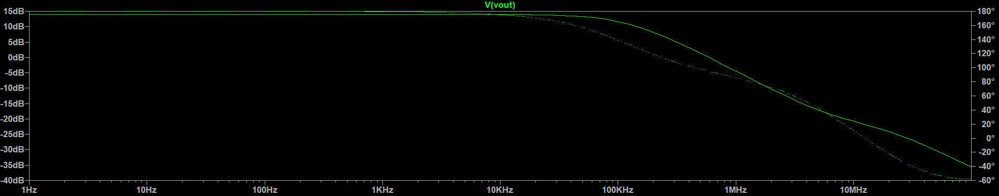 V(vout)
15dB
10dB
5dB
0dB
-5dB
-10dB
-15dB
-20dB
-25dB
-30dB
-35dB
-40dB
180°
160°
140°
120°
100°
80°
60°
40°
20°
0°
-20°
-40°
-60°
1Hz 10Hz 100Hz 1KHz 10KHz 100KHz 1MHz 10MHz